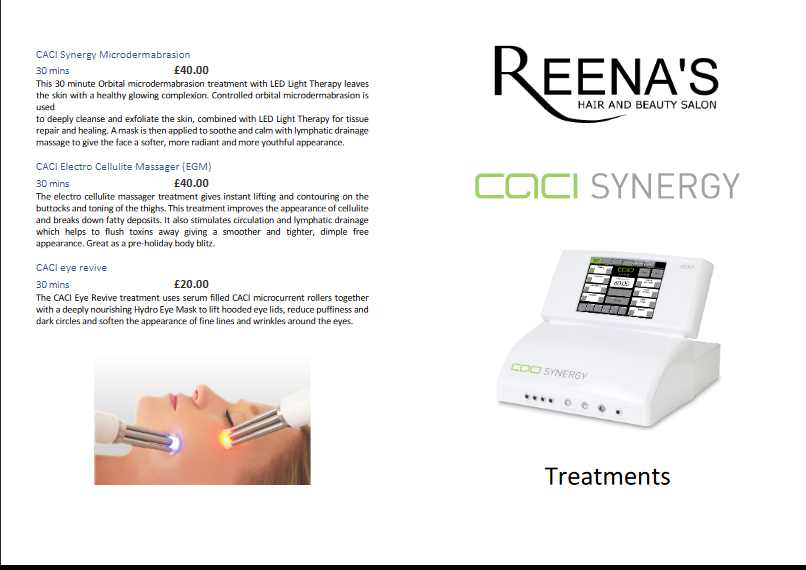 CACI Synergy Microdermabrasion
30 mins £40.00
This 30 minute Orbital microdermabrasion treatment with LED Light Therapy leaves
the skin with a healthy glowing complexion. Controlled orbital microdermabrasion is
used
to deeply cleanse and exfoliate the skin, combined with LED Light Therapy for tissue
repair and healing. A mask is then applied to soothe and calm with lymphatic drainage
massage to give the face a softer, more radiant and more youthful appearance.
CACI Electro Cellulite Massager (EGM)
30 mins £40.00
The electro cellulite massager treatment gives instant lifting and contouring on the
buttocks and toning of the thighs. This treatment improves the appearance of cellulite
and breaks down fatty deposits. It also stimulates circulation and lymphatic drainage
which helps to flush toxins away giving a smoother and tighter, dimple free
appearance. Great as a pre-holiday body blitz.
CACI eye revive
30 mins £20.00
The CACI Eye Revive treatment uses serum filled CACI microcurrent rollers together
with a deeply nourishing Hydro Eye Mask to lift hooded eye lids, reduce puffiness and
dark circles and soften the appearance of fine lines and wrinkles around the eyes.
REENA'S
HAIR AND BEAUTY SALON
CACI SYNERGY
CACI
CACI SYNERGY
Treatments